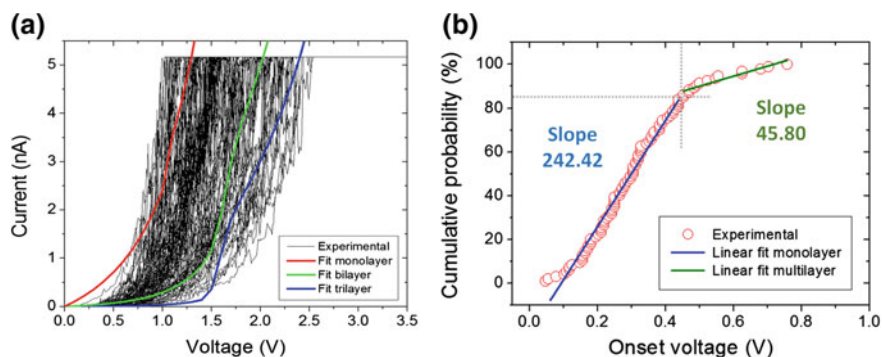 (a)
Current (nA)
5
4
3
2
1
0
0.0 0.5 1.0 1.5 2.0 2.5 3.0 3.5
Voltage (V)
Experimental
Fit monolayer
Fit bilayer
Fit trilayer
(b)
Cumulative probability (%)
100
80
60
40
20
0
0.0 0.2 0.4 0.6 0.8 1.0
Onset voltage (V)
Slope
242.42
Slope
45.80
Experimental
Linear fit monolayer
Linear fit multilayer